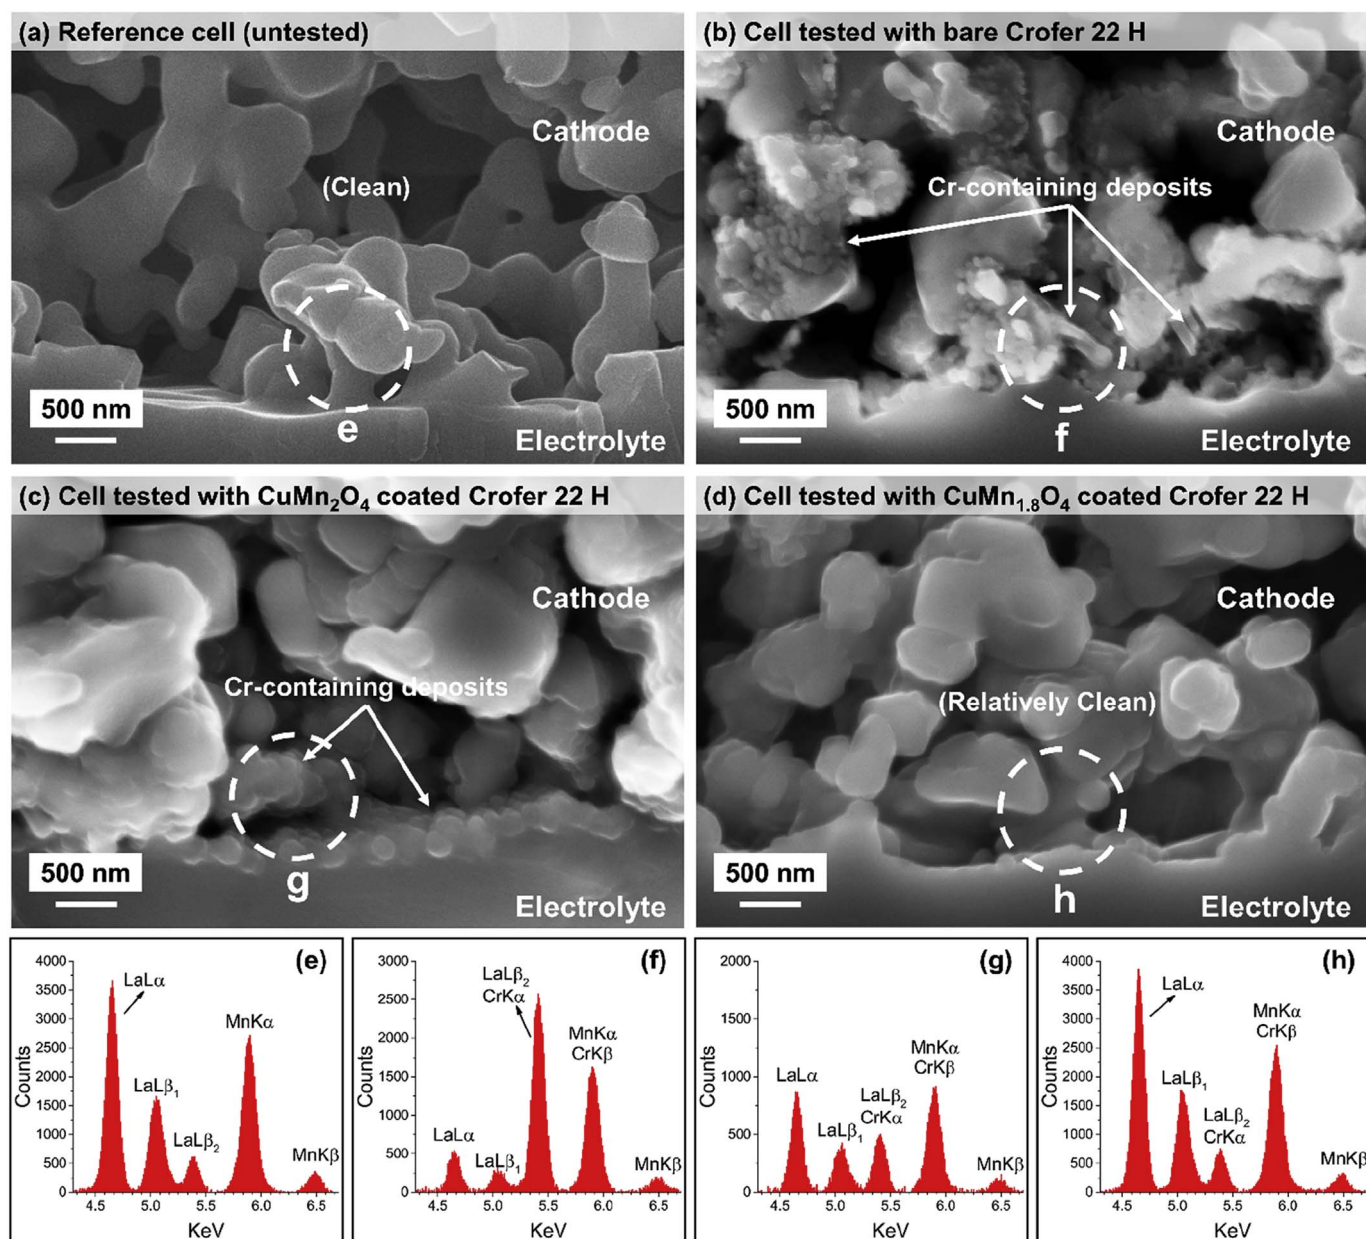 (a) Reference cell (untested)
Cathode
(Clean)
500 nm
e
Electrolyte
(b) Cell tested with bare Crofer 22 H
Cathode
Cr-containing deposits
500 nm
f
Electrolyte
(c) Cell tested with CuMn₂O₄ coated Crofer 22 H
Cathode
Cr-containing deposits
500 nm
g
Electrolyte
(d) Cell tested with CuMn₁.₈O₄ coated Crofer 22 H
Cathode
(Relatively Clean)
500 nm
h
Electrolyte
(e)
Counts
4000
3500
3000
2500
2000
1500
1000
500
0
LaLα
LaLβ₁
LaLβ₂
MnKα
MnKβ
4.5 5.0 5.5 6.0 6.5
KeV
(f)
Counts
3000
2500
2000
1500
1000
500
0
LaLα
LaLβ₁
LaLβ₂
CrKα
MnKα
CrKβ
MnKβ
4.5 5.0 5.5 6.0 6.5
KeV
(g)
Counts
2000
1500
1000
500
0
LaLα
LaLβ₁
LaLβ₂
CrKα
MnKα
CrKβ
MnKβ
4.5 5.0 5.5 6.0 6.5
KeV
(h)
Counts
4000
3500
3000
2500
2000
1500
1000
500
0
LaLα
LaLβ₁
LaLβ₂
CrKα
MnKα
CrKβ
MnKβ
4.5 5.0 5.5 6.0 6.5
KeV